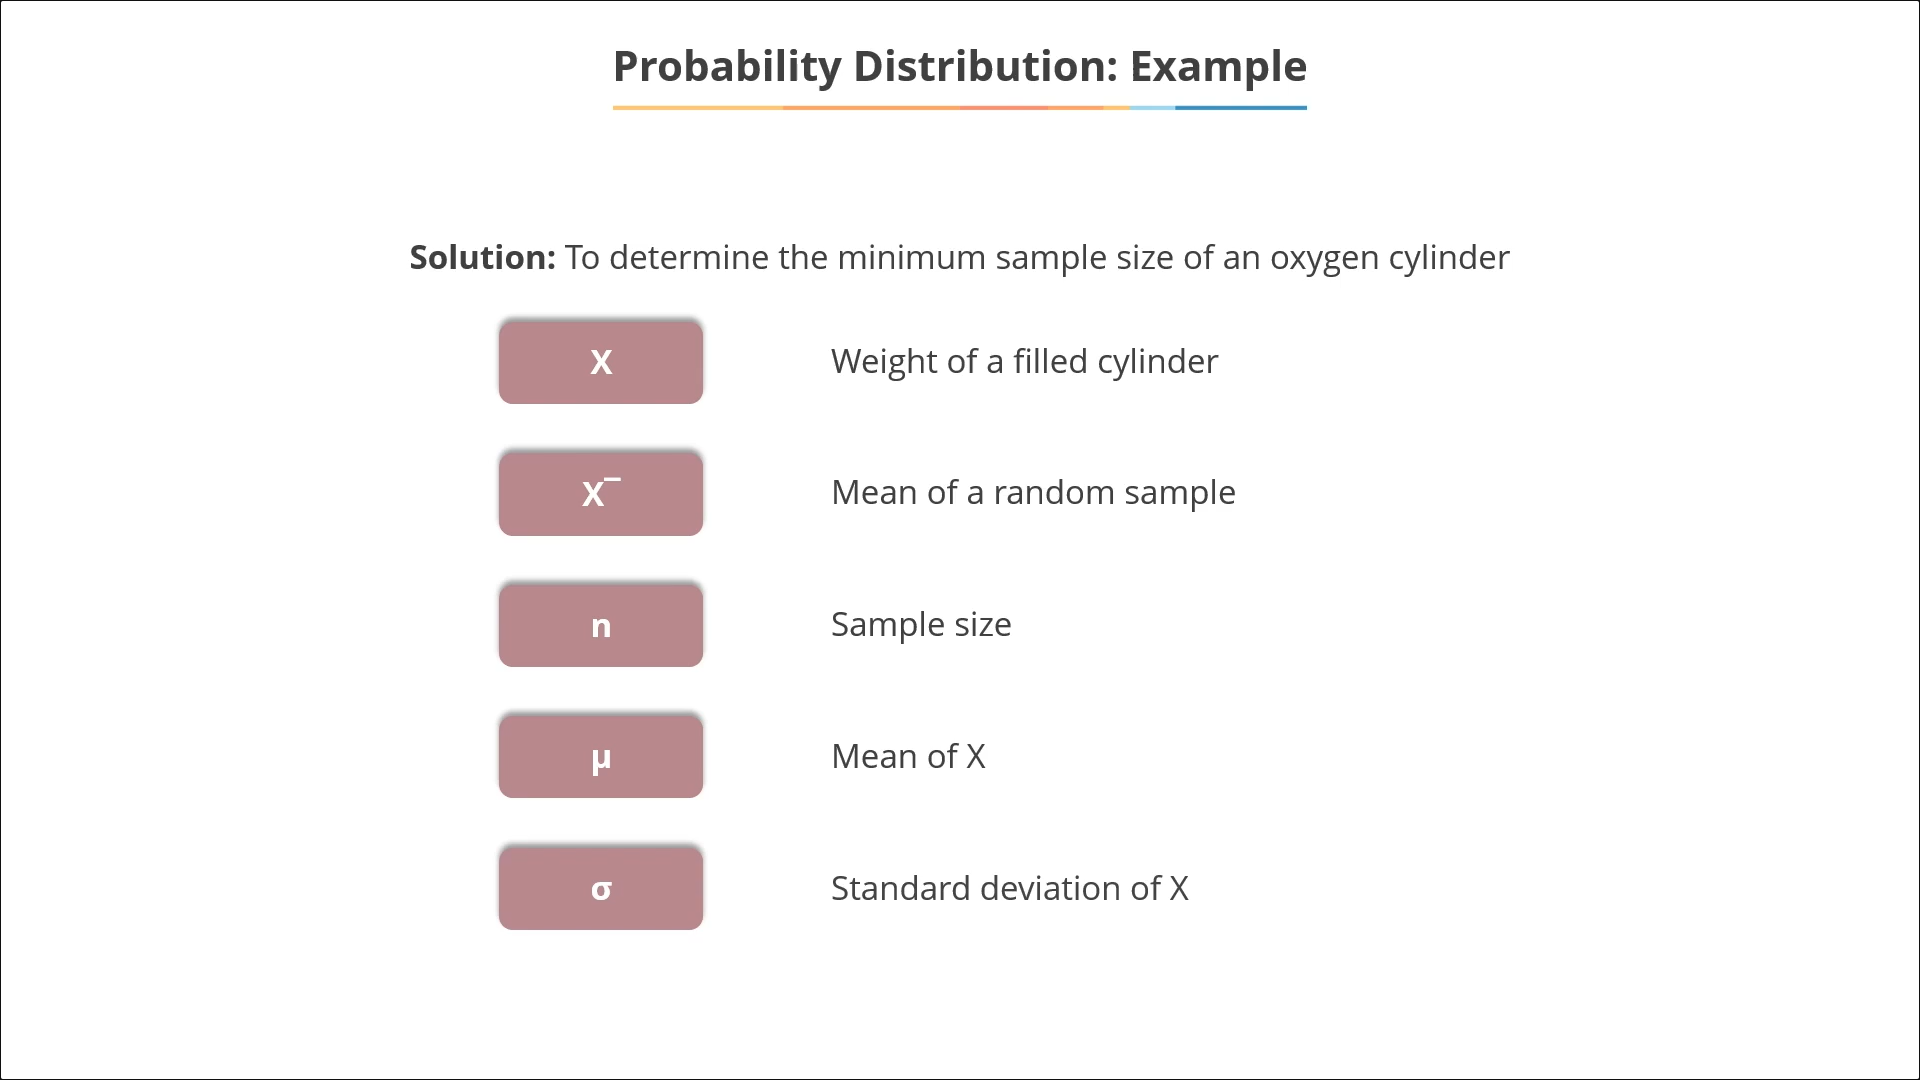 Probability Distribution: Example
Solution: To determine the minimum sample size of an oxygen cylinder
X Weight of a filled cylinder
X‾ Mean of a random sample
n Sample size
μ Mean of X
σ Standard deviation of X